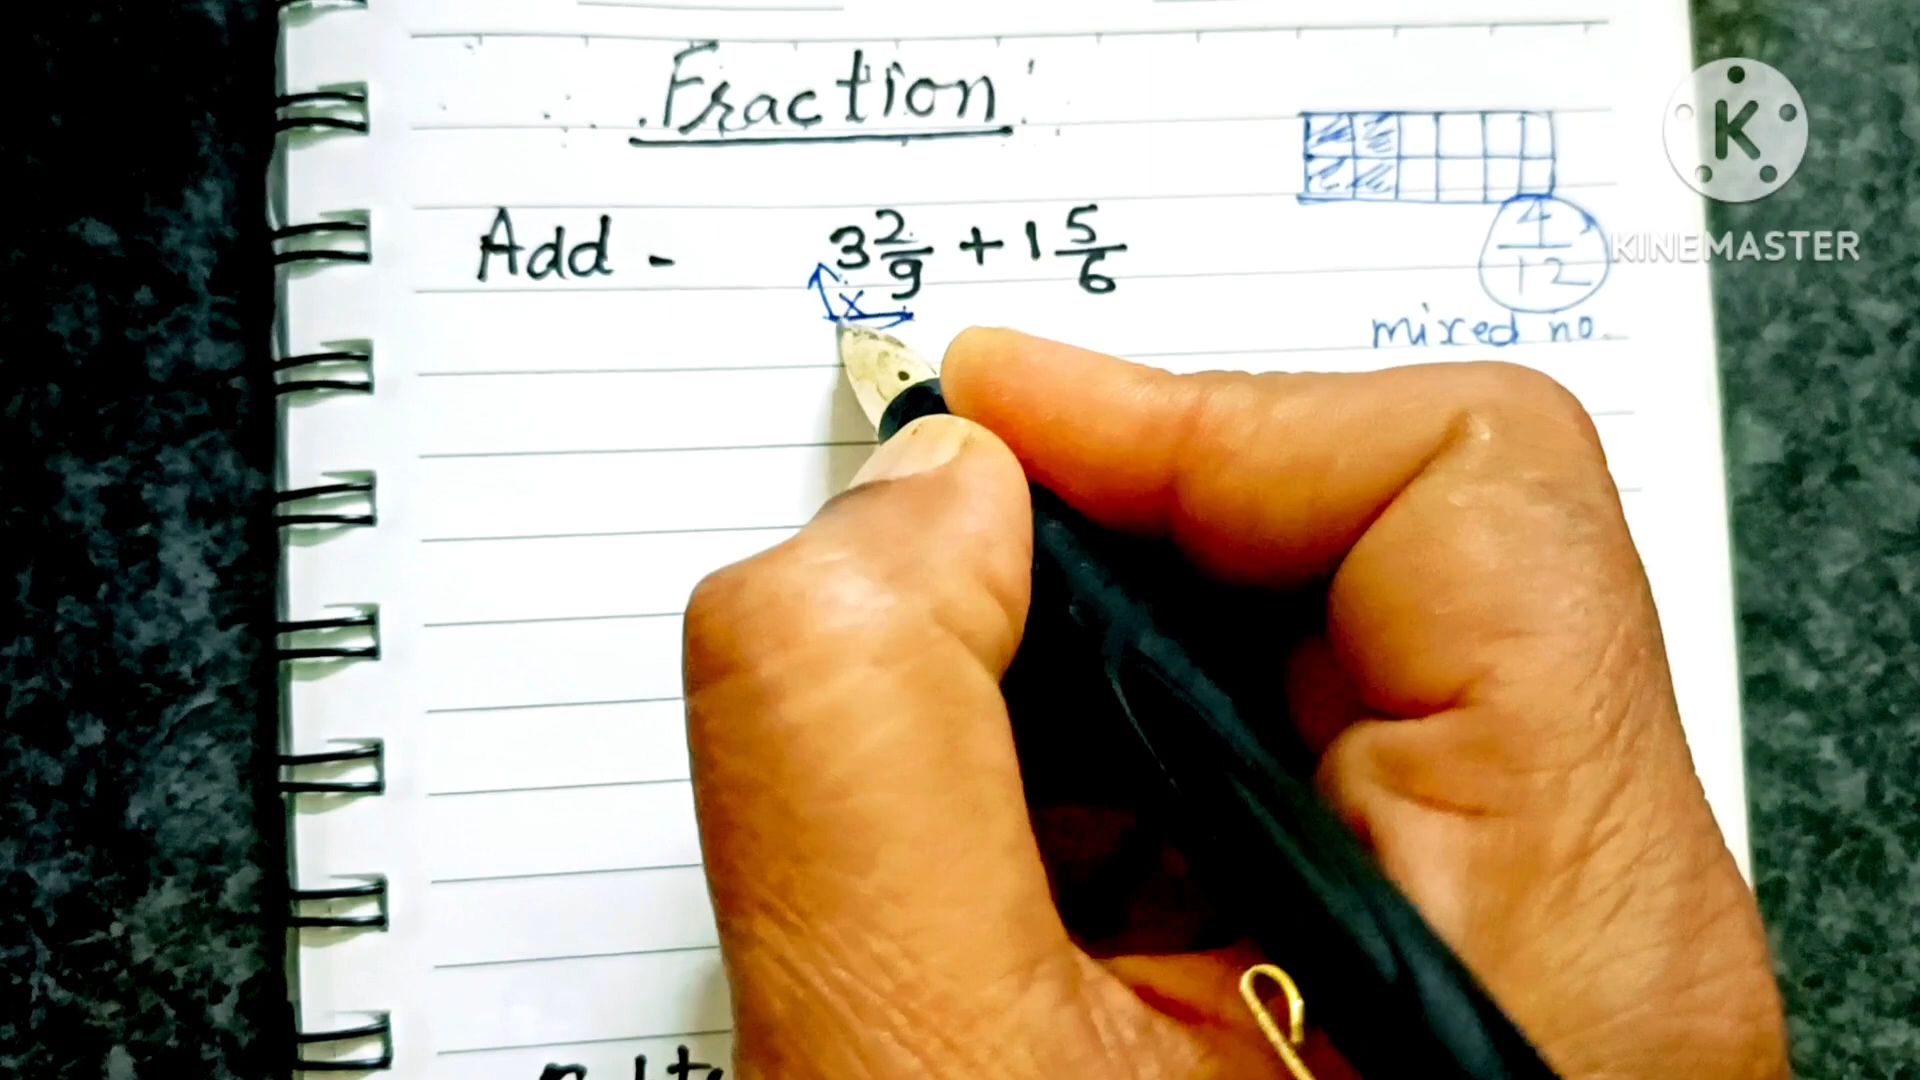 Fraction
Add - 3 2/9 + 1 5/6
x
4/12
mixed no.
K
KINEMASTER